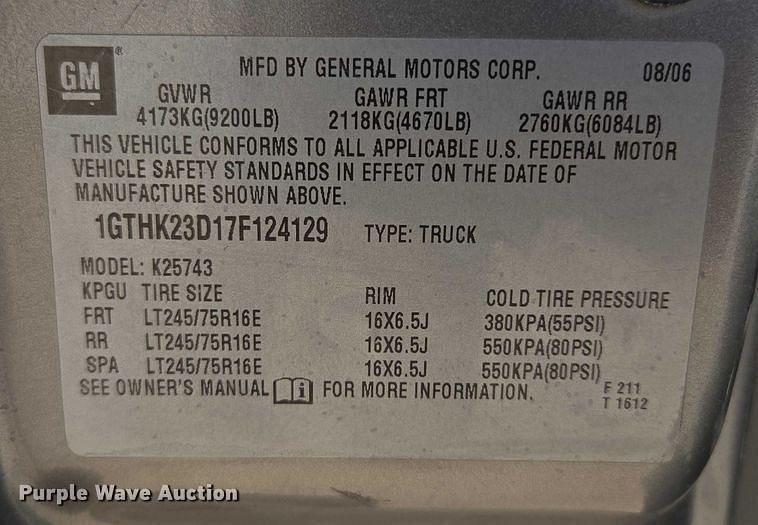 GM®
MFD BY GENERAL MOTORS CORP. 08/06
GVWR GAWR FRT GAWR RR
4173KG(9200LB) 2118KG(4670LB) 2760KG(6084LB)
THIS VEHICLE CONFORMS TO ALL APPLICABLE U.S. FEDERAL MOTOR
VEHICLE SAFETY STANDARDS IN EFFECT ON THE DATE OF
MANUFACTURE SHOWN ABOVE.
1GTHK23D17F124129 TYPE: TRUCK
MODEL: K25743
KPGU TIRE SIZE RIM COLD TIRE PRESSURE
FRT LT245/75R16E 16X6.5J 380KPA(55PSI)
RR LT245/75R16E 16X6.5J 550KPA(80PSI)
SPA LT245/75R16E 16X6.5J 550KPA(80PSI)
SEE OWNER'S MANUAL i FOR MORE INFORMATION. F 211
T 1612
Purple Wave Auction